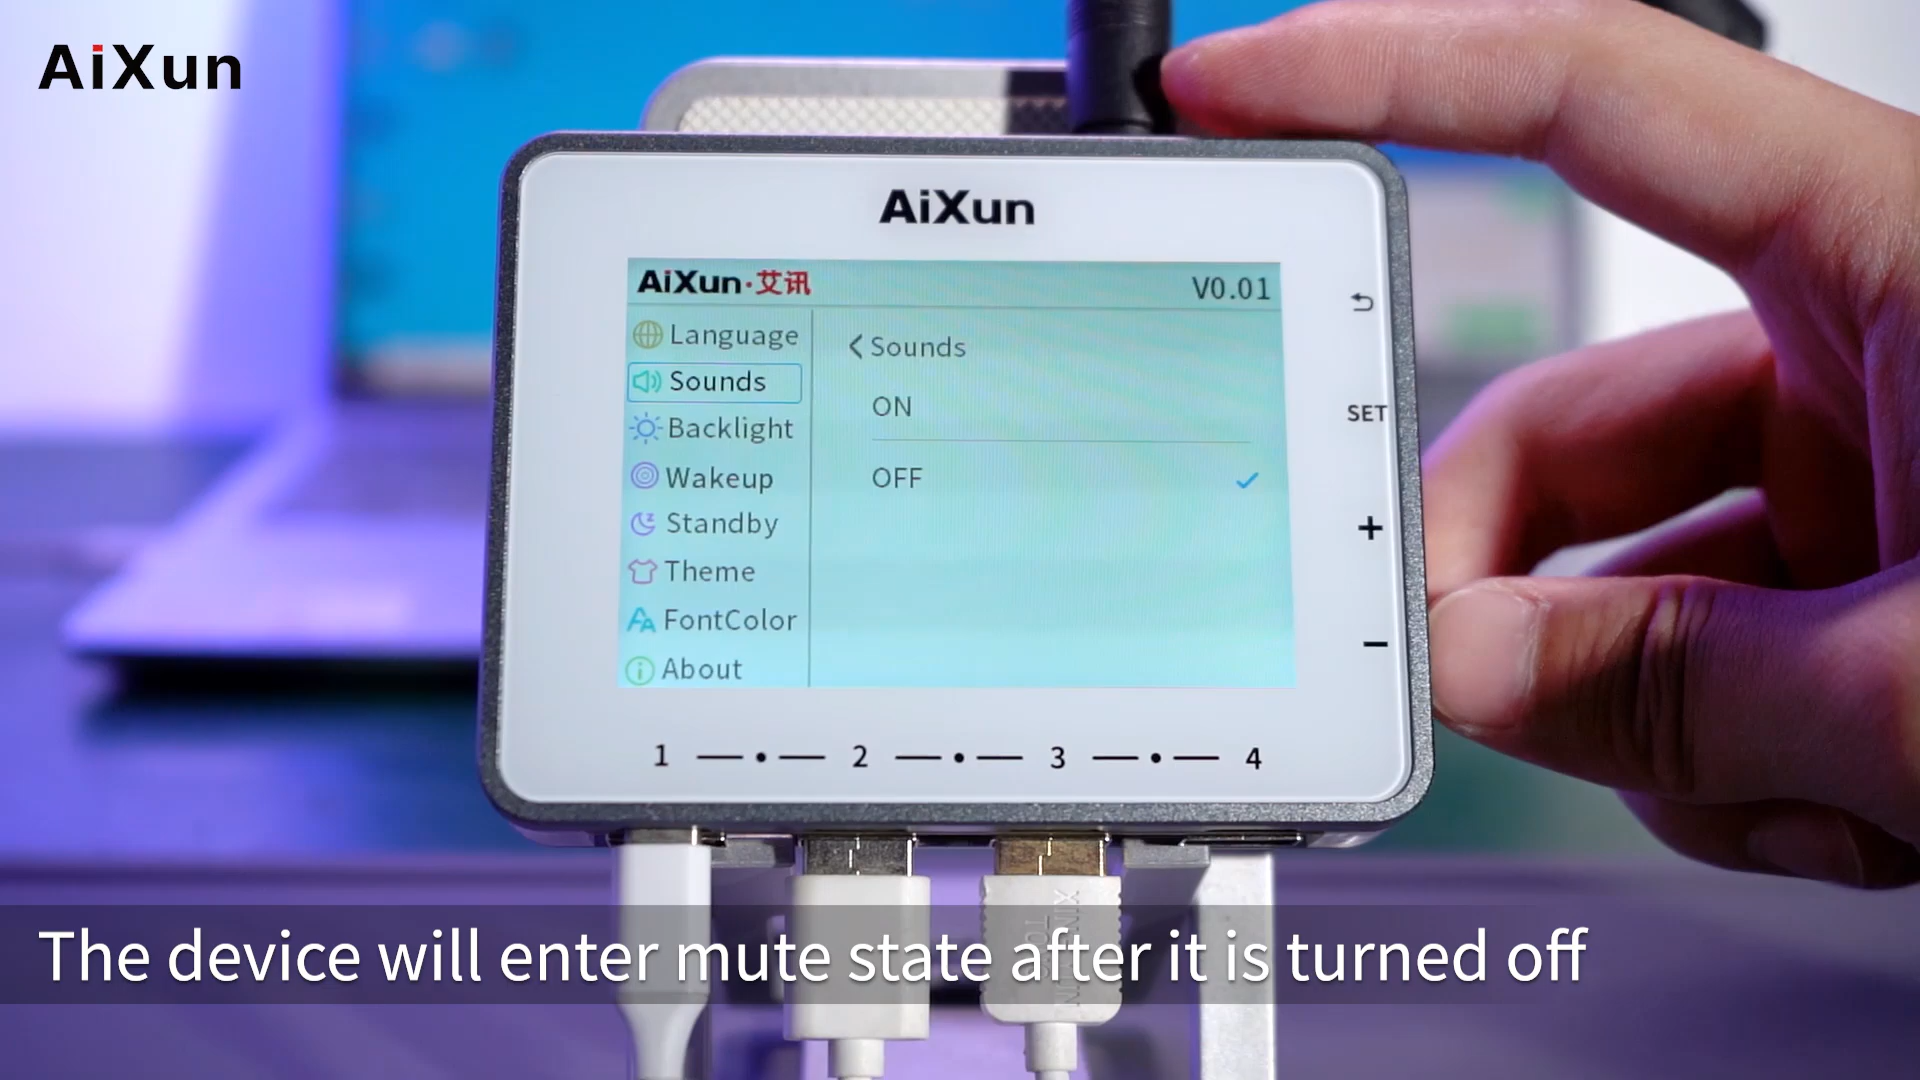 AiXun
AiXun
AiXun·艾讯
V0.01
Language
Sounds
Backlight
Wakeup
Standby
Theme
FontColor
About
Sounds
ON
OFF
SET
+
−
1 2 3 4
The device will enter mute state after it is turned off